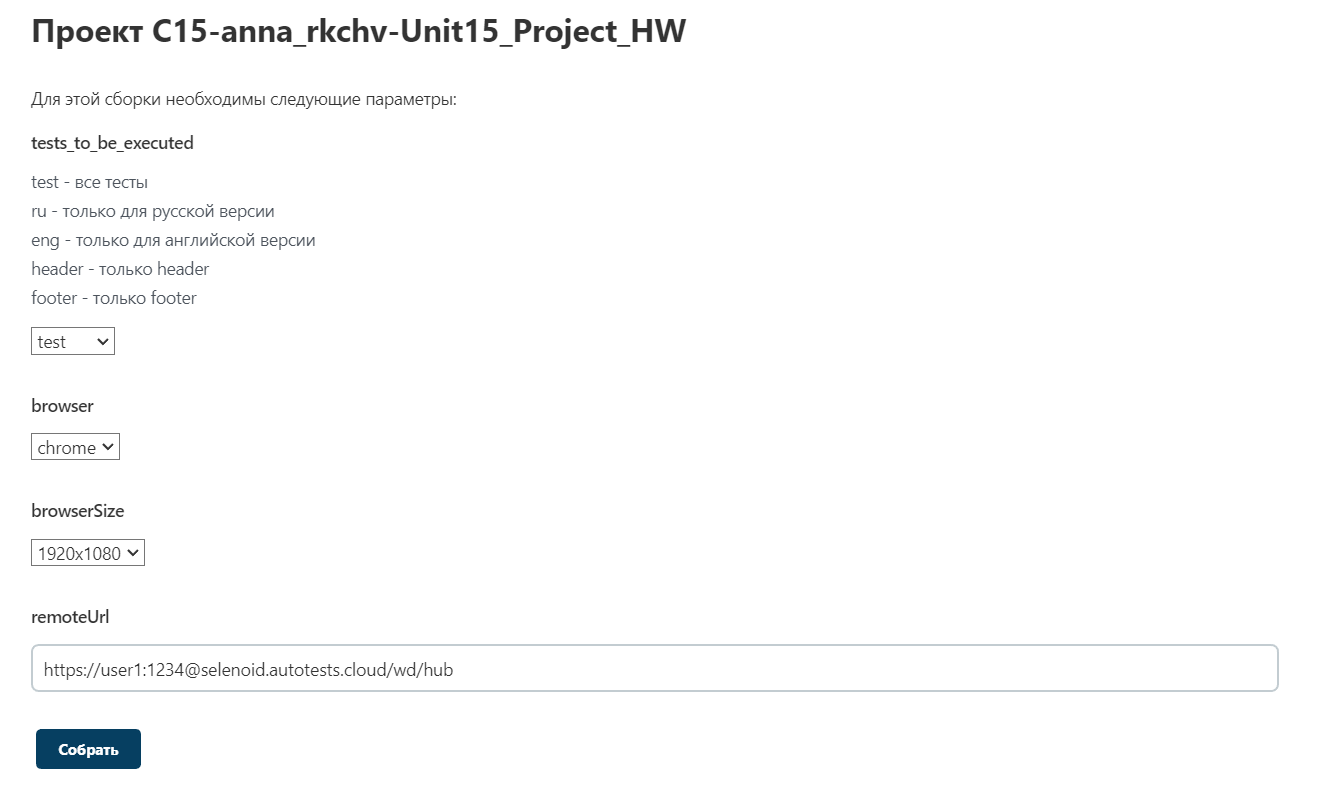 Проект C15-anna_rkchv-Unit15_Project_HW
Для этой сборки необходимы следующие параметры:
tests_to_be_executed
test - все тесты
ru - только для русской версии
eng - только для английской версии
header - только header
footer - только footer
test
browser
chrome
browserSize
1920x1080
remoteUrl
https://user1:1234@selenoid.autotests.cloud/wd/hub
Собрать